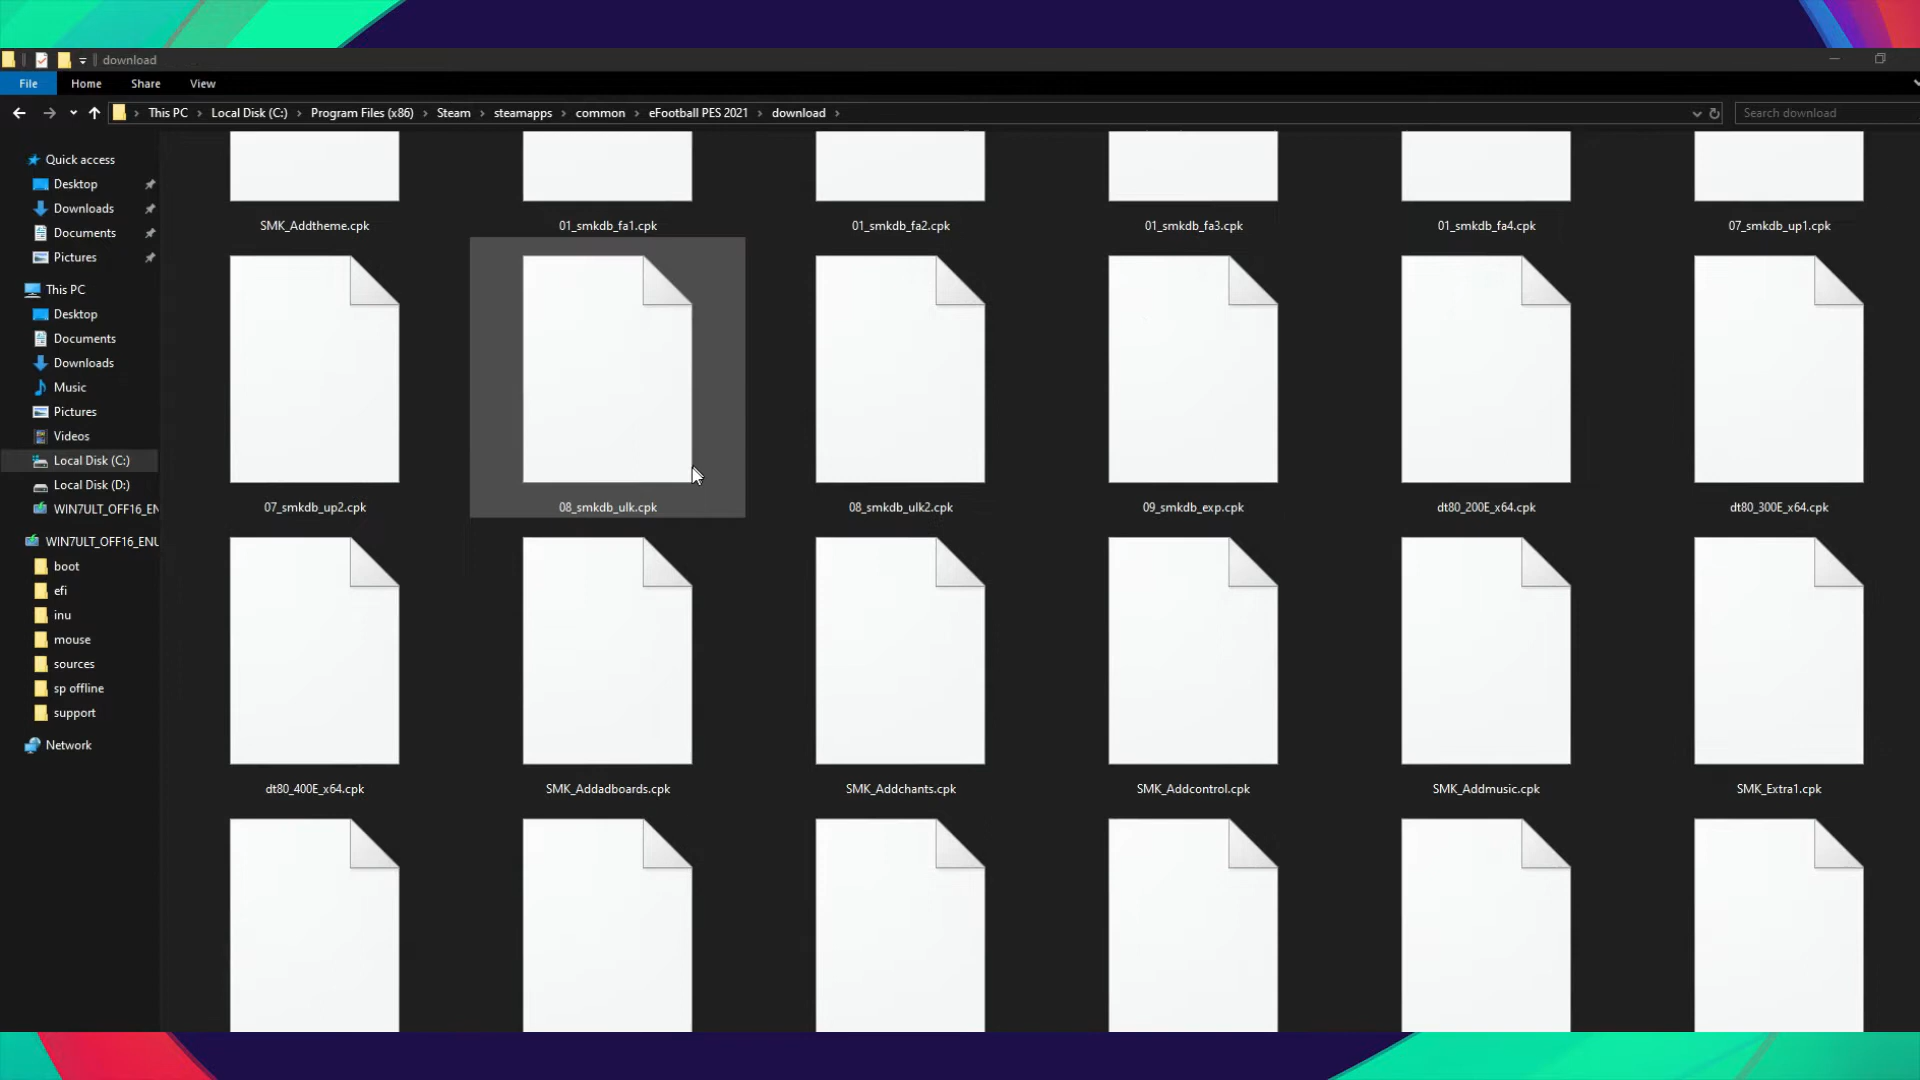 download
File Home Share View
This PC Local Disk (C:) Program Files (x86) Steam steamapps common eFootball PES 2021 download
Search download
Quick access
Desktop
Downloads
Documents
Pictures
This PC
Desktop
Documents
Downloads
Music
Pictures
Videos
Local Disk (C:)
Local Disk (D:)
WIN7ULT_OFF16_EN
WIN7ULT_OFF16_ENU
boot
efi
inu
mouse
sources
sp offline
support
Network
SMK_Addtheme.cpk 01_smkdb_fa1.cpk 01_smkdb_fa2.cpk 01_smkdb_fa3.cpk 01_smkdb_fa4.cpk 07_smkdb_up1.cpk
07_smkdb_up2.cpk 08_smkdb_ulk.cpk 08_smkdb_ulk2.cpk 09_smkdb_exp.cpk dt80_200E_x64.cpk dt80_300E_x64.cpk
dt80_400E_x64.cpk SMK_Addadboards.cpk SMK_Addchants.cpk SMK_Addcontrol.cpk SMK_Addmusic.cpk SMK_Extra1.cpk